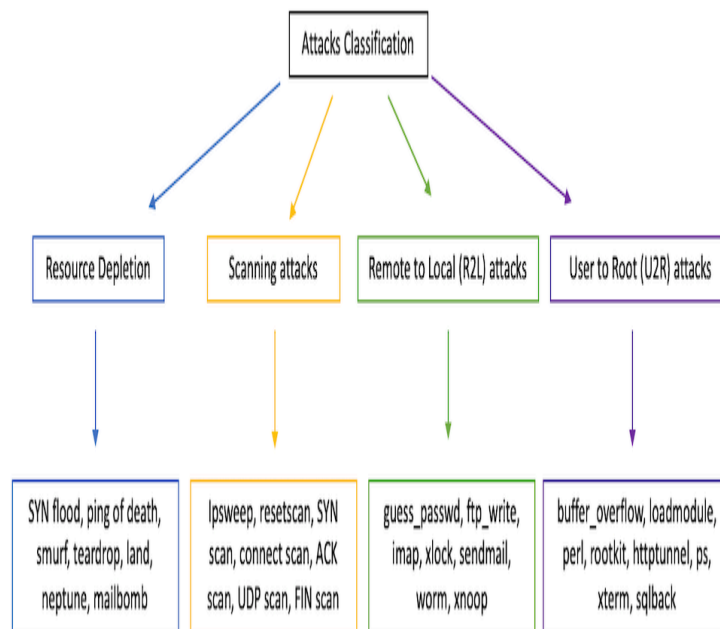 Attacks Classification
Resource Depletion
Scanning attacks
Remote to Local (R2L) attacks
User to Root (U2R) attacks
SYN flood, ping of death,
smurf, teardrop, land,
neptune, mailbomb
Ipsweep, resetscan, SYN
scan, connect scan, ACK
scan, UDP scan, FIN scan
guess_passwd, ftp_write,
imap, xlock, sendmail,
worm, xnoop
buffer_overflow, loadmodule,
perl, rootkit, httptunnel, ps,
xterm, sqlback